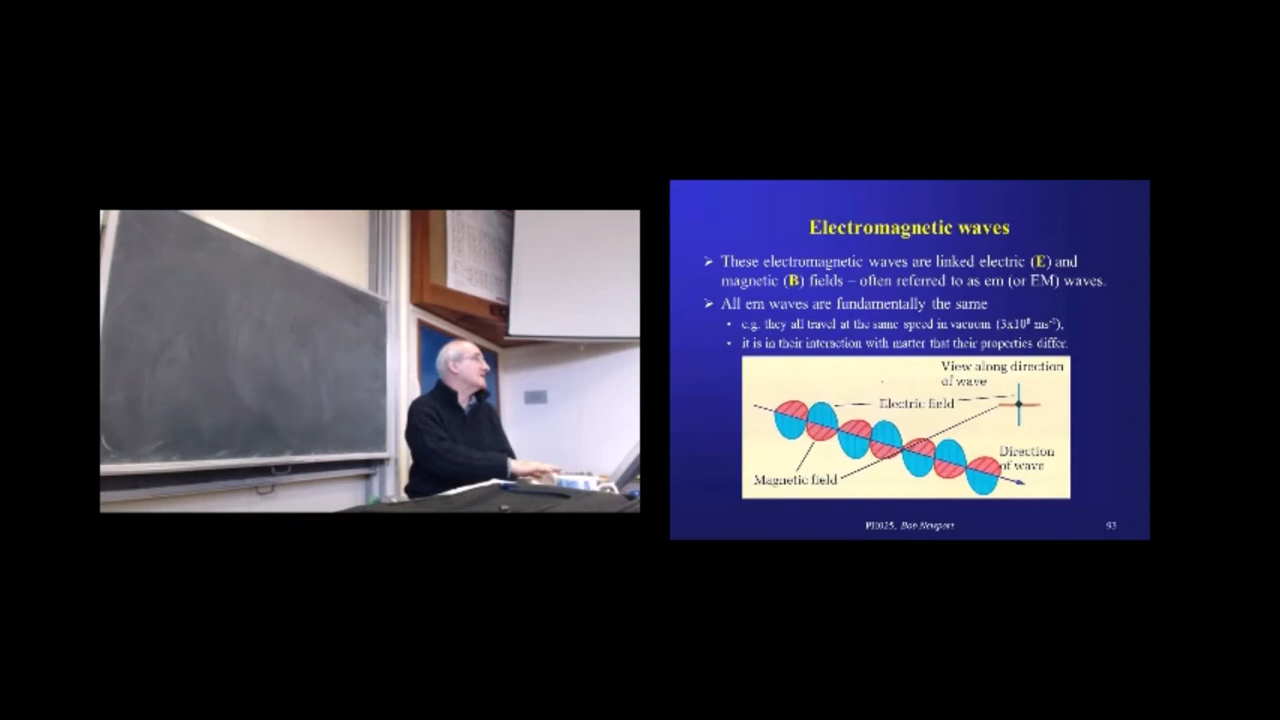 Electromagnetic waves
➢ These electromagnetic waves are linked electric (E) and
magnetic (B) fields – often referred to as em (or EM) waves.
➢ All em waves are fundamentally the same
• e.g. they all travel at the same speed in vacuum (3x10⁸ ms⁻¹),
• it is in their interaction with matter that their properties differ.
View along direction
of wave
Electric field
Direction
of wave
Magnetic field
PH025, Bob Newport
93